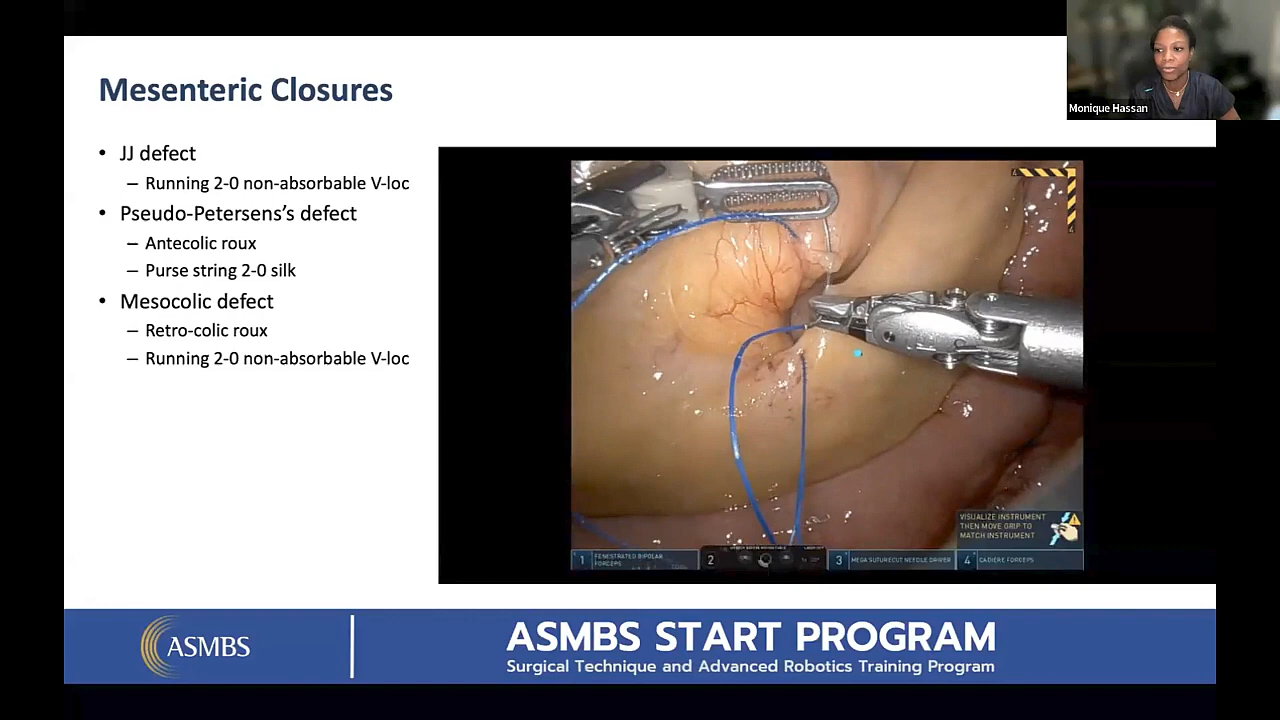 Mesenteric Closures
Monique Hassan
• JJ defect
– Running 2-0 non-absorbable V-loc
• Pseudo-Petersens's defect
– Antecolic roux
– Purse string 2-0 silk
• Mesocolic defect
– Retro-colic roux
– Running 2-0 non-absorbable V-loc
4
4
VISUALIZE INSTRUMENT
THEN MOVE GRIP TO
MATCH INSTRUMENT
1 FENESTRATED BIPOLAR FORCEPS
2
3 MEGA SUTURECUT NEEDLE DRIVER
4 CADIERE FORCEPS
ASMBS
ASMBS START PROGRAM
Surgical Technique and Advanced Robotics Training Program